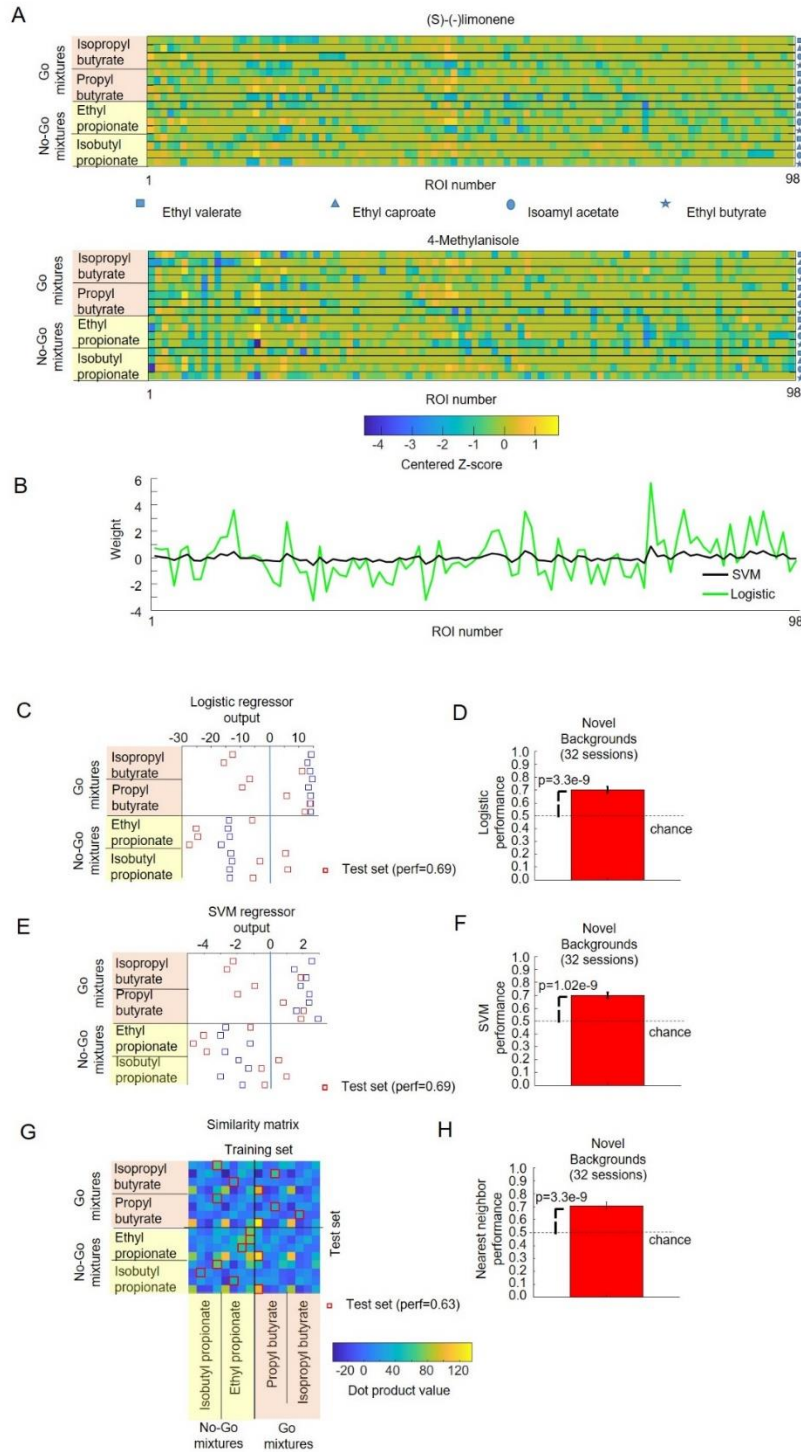 A
(S)-(-)limonene
Go
mixtures
No-Go
mixtures
Isopropyl
butyrate
Propyl
butyrate
Ethyl
propionate
Isobutyl
propionate
1
ROI number
98
Ethyl valerate
Ethyl caproate
Isoamyl acetate
Ethyl butyrate
4-Methylanisole
Go
mixtures
No-Go
mixtures
Isopropyl
butyrate
Propyl
butyrate
Ethyl
propionate
Isobutyl
propionate
1
ROI number
98
-4 -3 -2 -1 0 1
Centered Z-score
B
Weight
6
4
2
0
-2
-4
SVM
Logistic
1
ROI number
98
C
Logistic regressor
output
-30 -20 -10 0 10
Go
mixtures
No-Go
mixtures
Isopropyl
butyrate
Propyl
butyrate
Ethyl
propionate
Isobutyl
propionate
Test set (perf=0.69)
D
Novel
Backgrounds
(32 sessions)
Logistic
performance
1.0
0.9
0.8
0.7
0.6
0.5
0.4
0.3
0.2
0.1
0.0
p=3.3e-9
chance
E
SVM regressor
output
-4 -2 0 2
Go
mixtures
No-Go
mixtures
Isopropyl
butyrate
Propyl
butyrate
Ethyl
propionate
Isobutyl
propionate
Test set (perf=0.69)
F
Novel
Backgrounds
(32 sessions)
SVM
performance
1.0
0.9
0.8
0.7
0.6
0.5
0.4
0.3
0.2
0.1
0.0
p=1.02e-9
chance
G
Similarity matrix
Training set
Test set
Go
mixtures
No-Go
mixtures
Isopropyl
butyrate
Propyl
butyrate
Ethyl
propionate
Isobutyl
propionate
Test set (perf=0.63)
Isobutyl propionate
Ethyl propionate
Propyl butyrate
Isopropyl butyrate
No-Go
mixtures
Go
mixtures
-20 0 40 80 120
Dot product value
H
Novel
Backgrounds
(32 sessions)
Nearest neighbor
performance
1.0
0.9
0.8
0.7
0.6
0.5
0.4
0.3
0.2
0.1
0.0
p=3.3e-9
chance